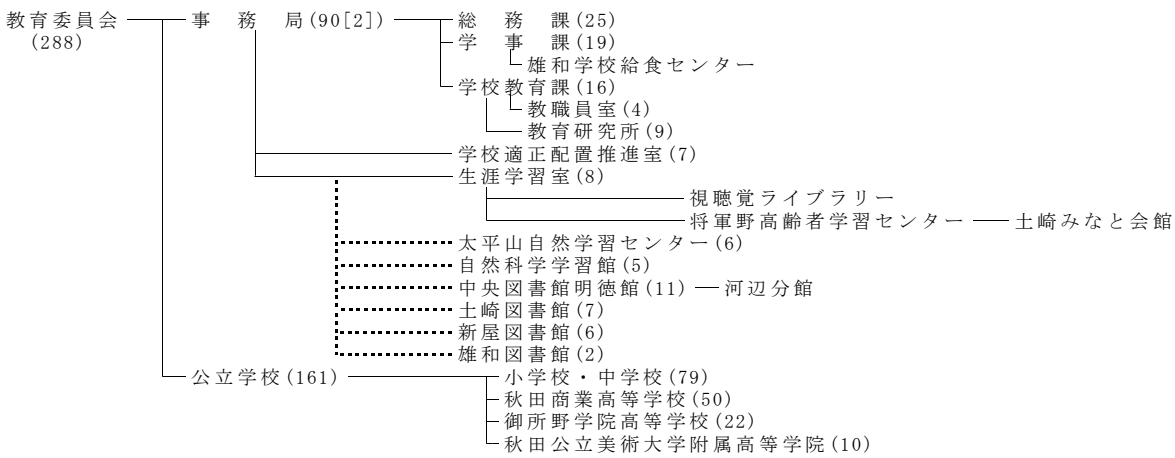 教育委員会 事務局(90[2]) 総務課(25)
(288) 学事課(19)
雄和学校給食センター
学校教育課(16)
教職員室(4)
教育研究所(9)
学校適正配置推進室(7)
生涯学習室(8)
視聴覚ライブラリー
将軍野高齢者学習センター 土崎みなと会館
太平山自然学習センター(6)
自然科学学習館(5)
中央図書館明徳館(11) 河辺分館
土崎図書館(7)
新屋図書館(6)
雄和図書館(2)
公立学校(161) 小学校・中学校(79)
秋田商業高等学校(50)
御所野学院高等学校(22)
秋田公立美術大学附属高等学院(10)